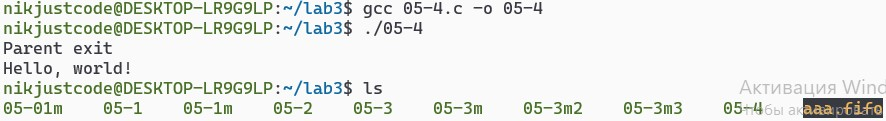 nikjustcode@DESKTOP-LR9G9LP:~/lab3$ gcc 05-4.c -o 05-4
nikjustcode@DESKTOP-LR9G9LP:~/lab3$ ./05-4
Parent exit
Hello, world!
nikjustcode@DESKTOP-LR9G9LP:~/lab3$ ls
Активация Wind
05-01m 05-1 05-1m 05-2 05-3 05-3m 05-3m2 05-3m3 05-4 aaa.fifo
Чтобы активировать